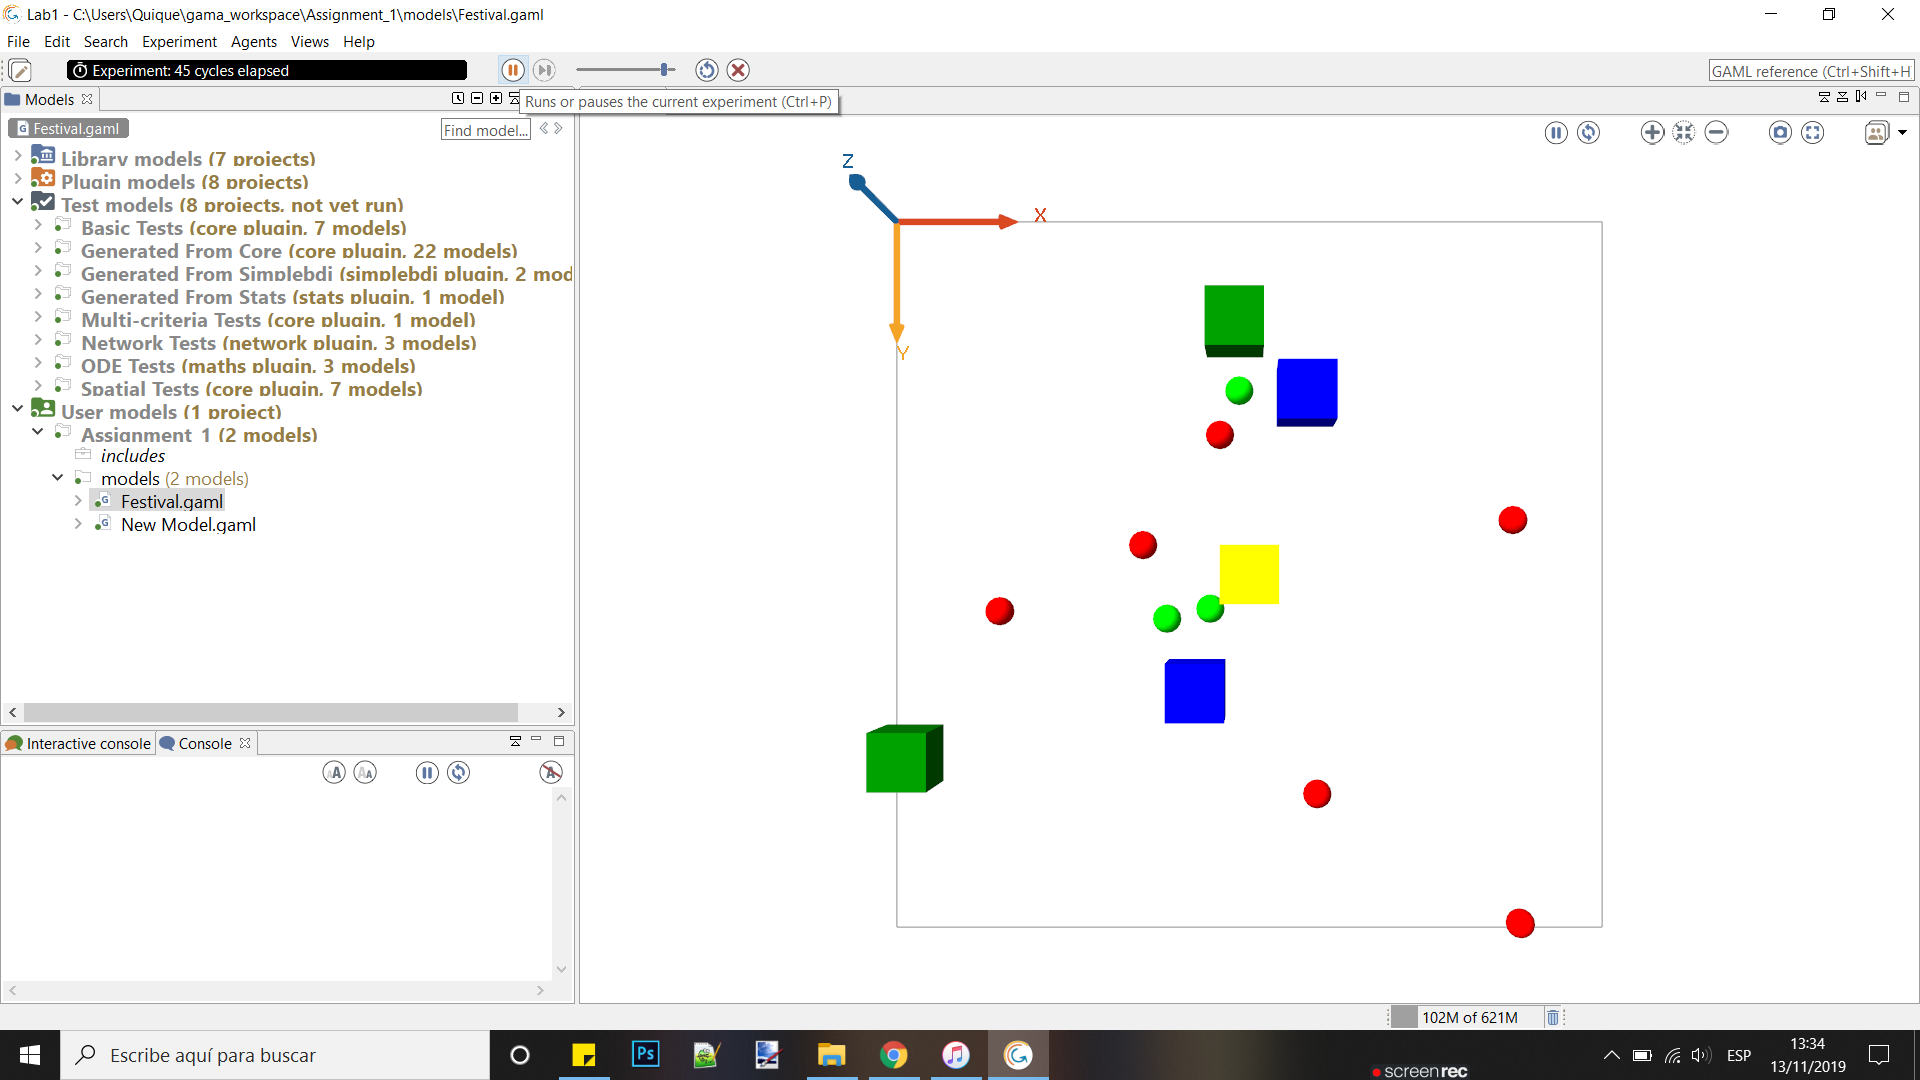 Lab1 - C:\Users\Quique\gama_workspace\Assignment_1\models\Festival.gaml
File Edit Search Experiment Agents Views Help
Experiment: 45 cycles elapsed
GAML reference (Ctrl+Shift+H
Models
Runs or pauses the current experiment (Ctrl+P)
Festival.gaml
Find model...
Library models (7 projects)
Plugin models (8 projects)
Test models (8 projects, not yet run)
Basic Tests (core plugin, 7 models)
Generated From Core (core plugin, 22 models)
Generated From Simplebdi (simplebdi plugin, 2 mod
Generated From Stats (stats plugin, 1 model)
Multi-criteria Tests (core plugin, 1 model)
Network Tests (network plugin, 3 models)
ODE Tests (maths plugin, 3 models)
Spatial Tests (core plugin, 7 models)
User models (1 project)
Assignment_1 (2 models)
includes
models (2 models)
Festival.gaml
New Model.gaml
Z
X
Y
Interactive console Console
102M of 621M
Escribe aquí para buscar
Ps
ESP
13:34
13/11/2019
screenrec